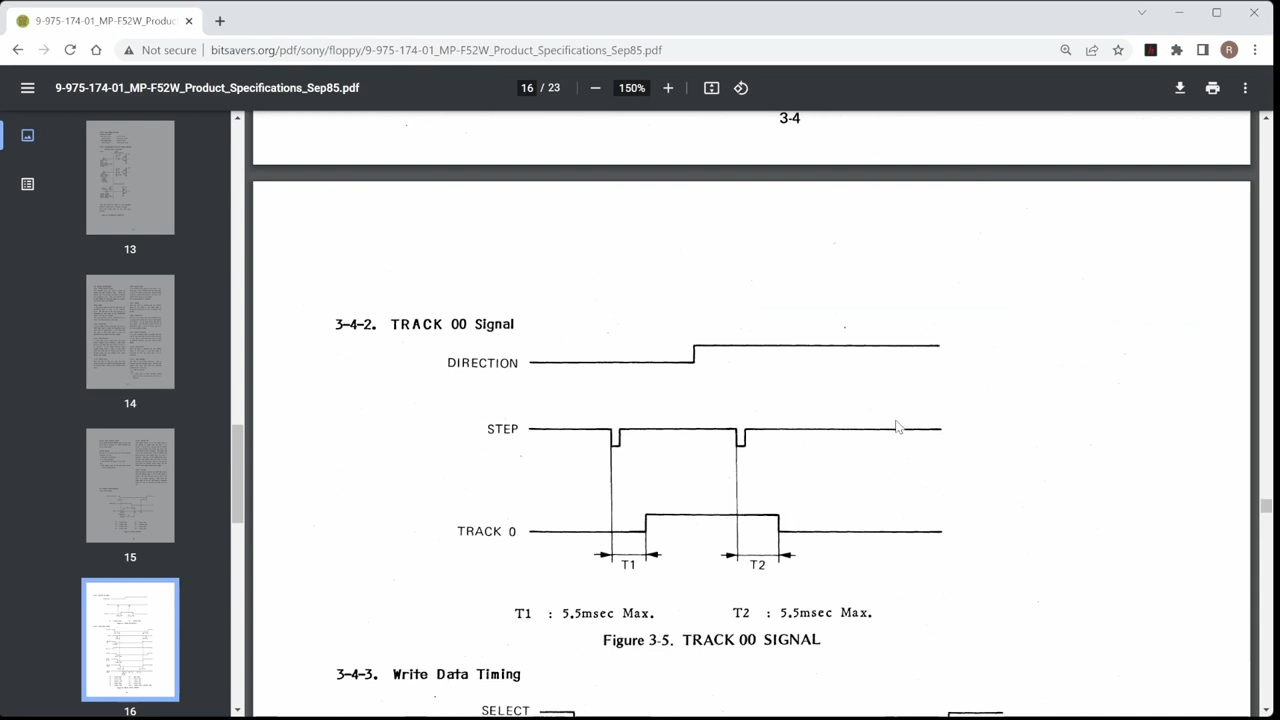 9-975-174-01_MP-F52W_Produc
Not secure
bitsavers.org/pdf/sony/floppy/9-975-174-01_MP-F52W_Product_Specifications_Sep85.pdf
R
9-975-174-01_MP-F52W_Product_Specifications_Sep85.pdf
16 / 23
150%
13
14
15
16
3-4
3-4-2. TRACK 00 Signal
DIRECTION
STEP
TRACK 0
T1
T2
T1 5.5msec Max. T2 : 5.5msec Max.
Figure 3-5. TRACK 00 SIGNAL
3-4-3. Write Data Timing
SELECT